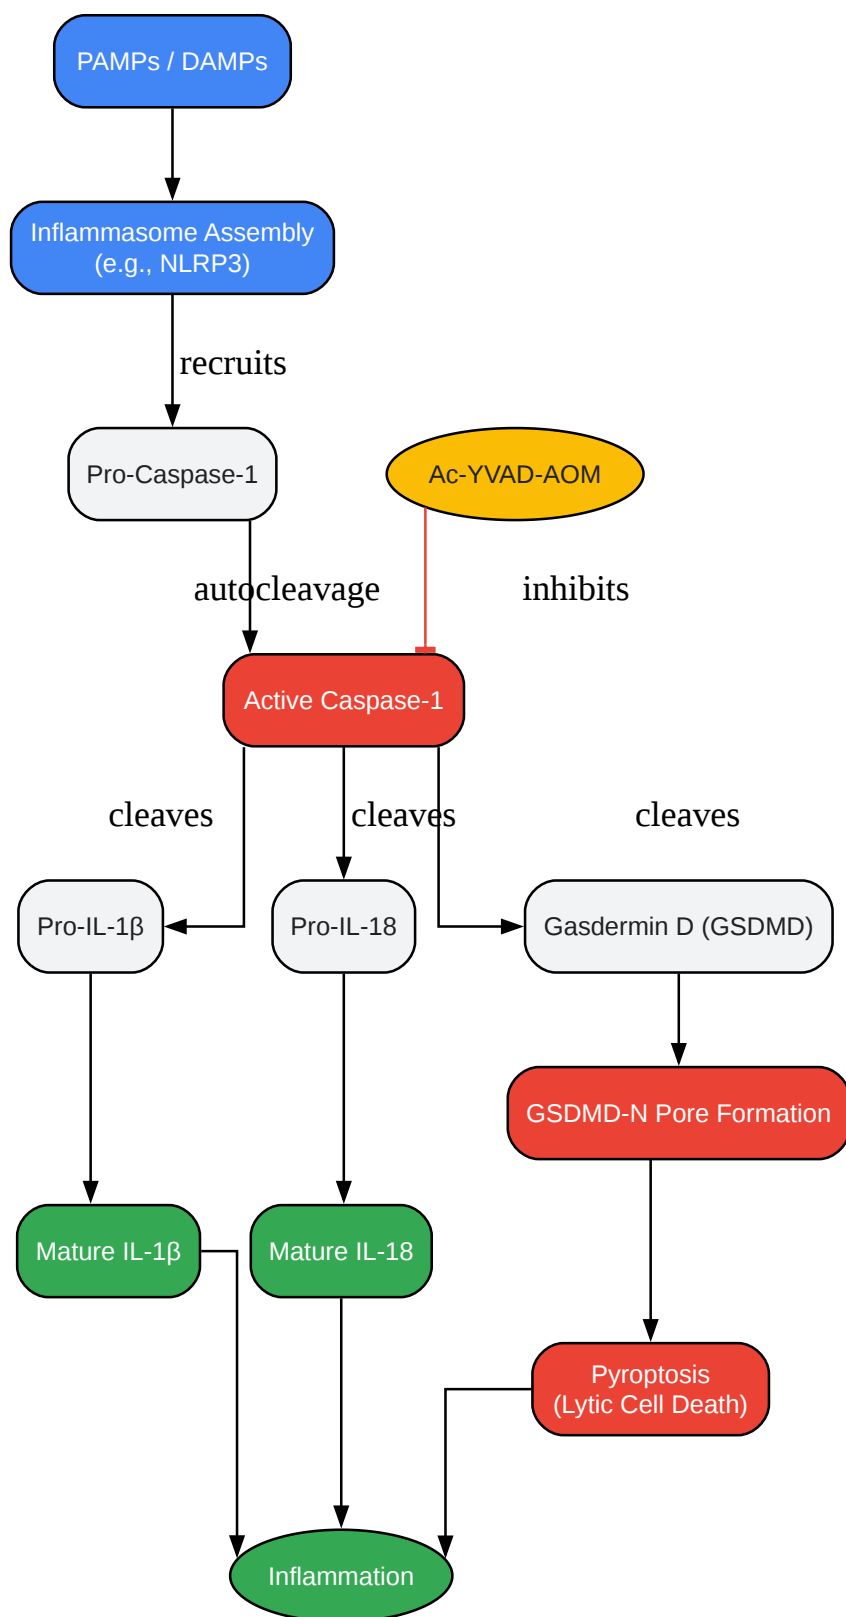 PAMPs / DAMPs
Inflammasome Assembly
(e.g., NLRP3)
recruits
Pro-Caspase-1
Ac-YVAD-AOM
autocleavage
inhibits
Active Caspase-1
cleaves
cleaves
cleaves
Pro-IL-1β
Pro-IL-18
Gasdermin D (GSDMD)
GSDMD-N Pore Formation
Mature IL-1β
Mature IL-18
Pyroptosis
(Lytic Cell Death)
Inflammation